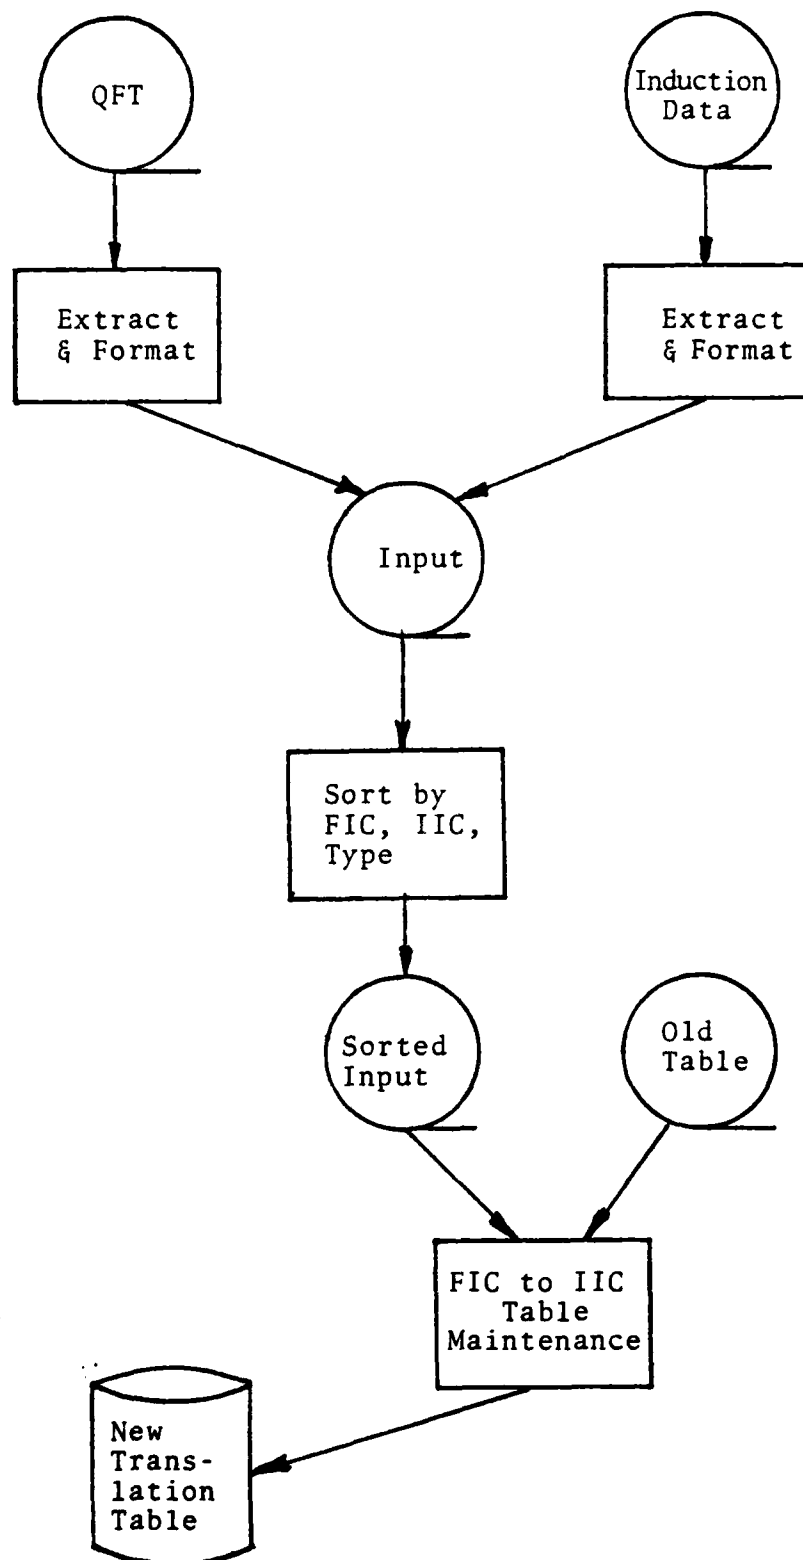 QFT
Induction
Data
Extract
& Format
Extract
& Format
Input
Sort by
FIC, IIC,
Type
Sorted
Input
Old
Table
FIC to IIC
Table
Maintenance
New
Trans-
lation
Table